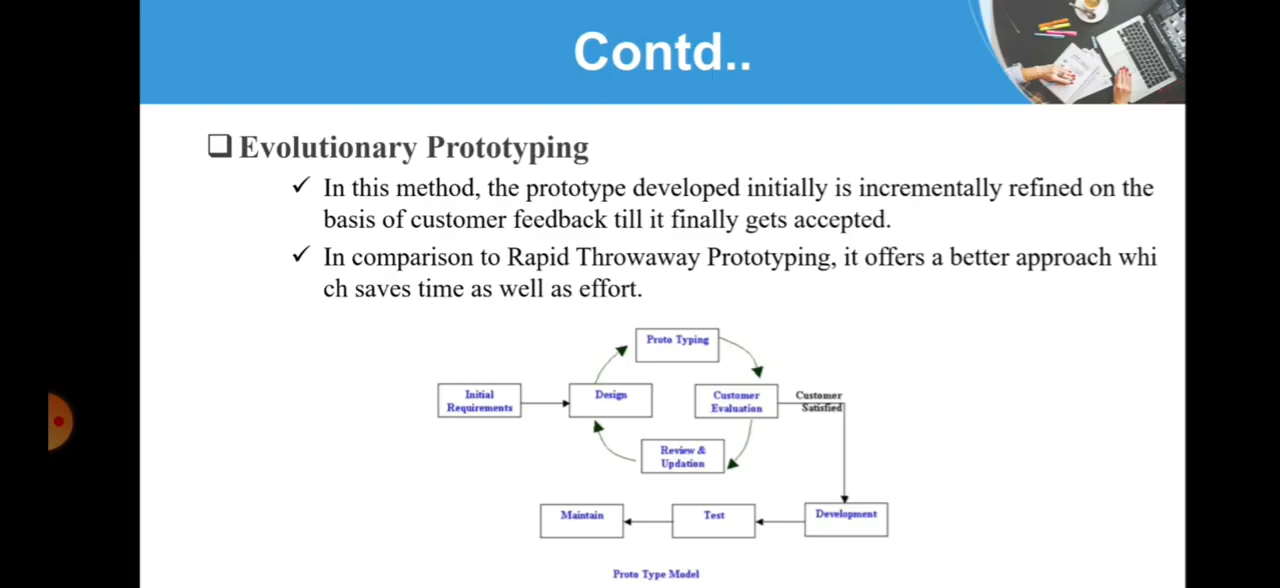 Contd..
❑ Evolutionary Prototyping
✓ In this method, the prototype developed initially is incrementally refined on the
basis of customer feedback till it finally gets accepted.
✓ In comparison to Rapid Throwaway Prototyping, it offers a better approach whi
ch saves time as well as effort.
Proto Typing
Initial
Requirements
Design
Customer
Evaluation
Customer
Satisfied
Review &
Updation
Maintain
Test
Development
Proto Type Model